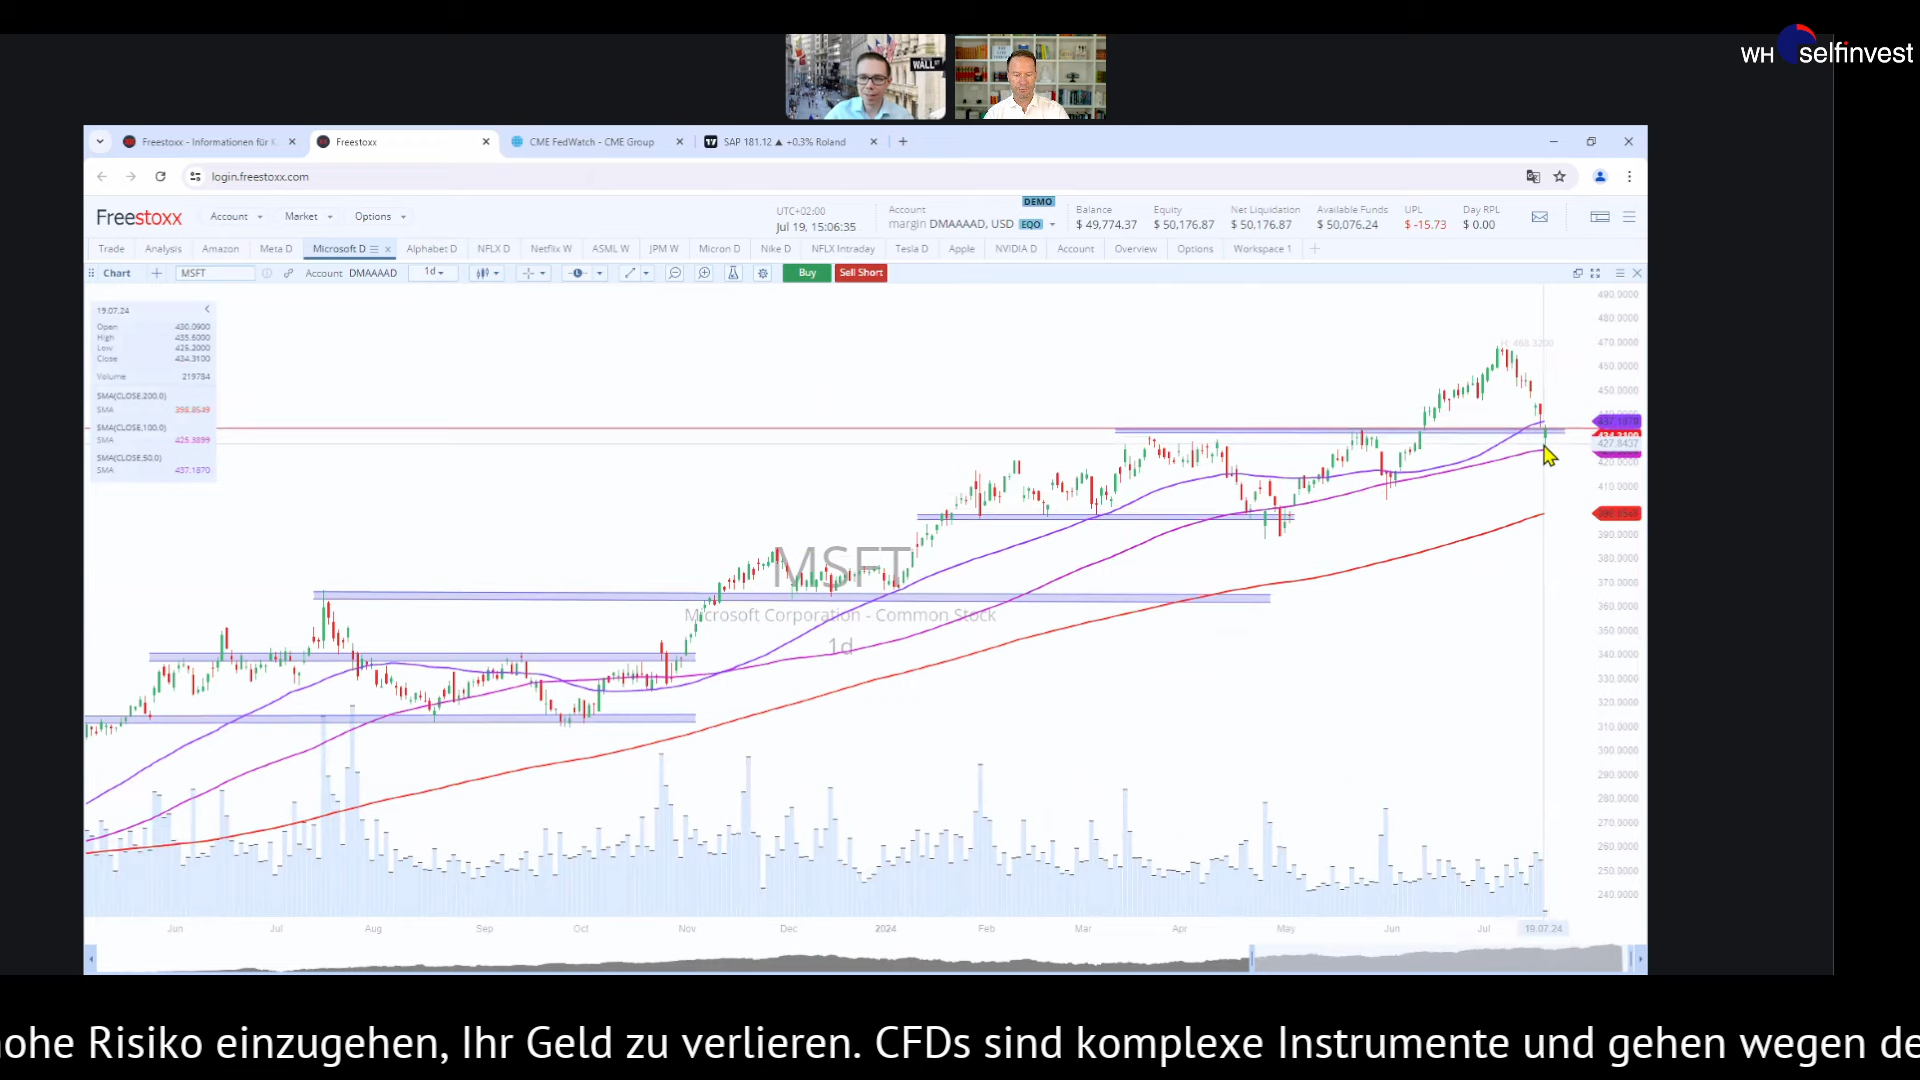 WH selfinvest
WALL ST
Freestoxx - Informationen für K
Freestoxx
CME FedWatch - CME Group
SAP 181.12 ▲ +0.3% Roland
login.freestoxx.com
Freestoxx
Account
Market
Options
UTC+02:00
Jul 19, 15:06:35
Account
DEMO
margin DMAAAAD, USD EQO
Balance
$ 49,774.37
Equity
$ 50,176.87
Net Liquidation
$ 50,176.87
Available Funds
$ 50,076.24
UPL
$ -15.73
Day RPL
$ 0.00
Trade
Analysis
Amazon
Meta D
Microsoft D
Alphabet D
NFLX D
Netflix W
ASML W
JPM W
Micron D
Nike D
NFLX Intraday
Tesla D
Apple
NVIDIA D
Account
Overview
Options
Workspace 1
Chart
MSFT
Account DMAAAAD
1d
Buy
Sell Short
19.07.24
Open 430.0900
High 435.6000
Low 425.2000
Close 434.3100
Volume 219784
SMA(CLOSE,200,0)
SMA 398.8549
SMA(CLOSE,100,0)
SMA 425.3899
SMA(CLOSE,50,0)
SMA 437.1870
H: 468.3200
MSFT
Microsoft Corporation - Common Stock
1d
490.0000
480.0000
470.0000
460.0000
450.0000
437.1870
427.8437
420.0000
410.0000
390.0000
380.0000
370.0000
360.0000
350.0000
340.0000
330.0000
320.0000
310.0000
300.0000
290.0000
280.0000
270.0000
260.0000
250.0000
240.0000
Jun
Jul
Aug
Sep
Oct
Nov
Dec
2024
Feb
Mar
Apr
May
Jun
Jul
19.07.24
hohe Risiko einzugehen, Ihr Geld zu verlieren. CFDs sind komplexe Instrumente und gehen wegen de